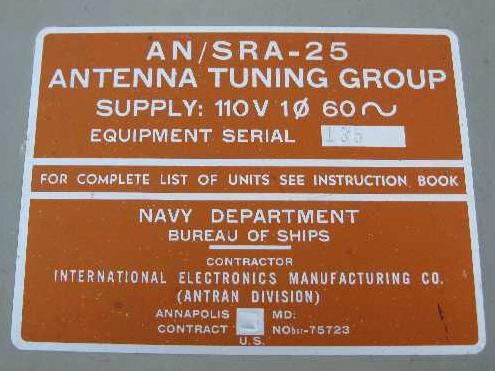 AN/SRA-25
ANTENNA TUNING GROUP
SUPPLY: 110V 1Ø 60~
EQUIPMENT SERIAL 135
FOR COMPLETE LIST OF UNITS SEE INSTRUCTION BOOK
NAVY DEPARTMENT
BUREAU OF SHIPS
CONTRACTOR
INTERNATIONAL ELECTRONICS MANUFACTURING CO.
(ANTRAN DIVISION)
ANNAPOLIS MD:
CONTRACT NObsr-75723
U.S.